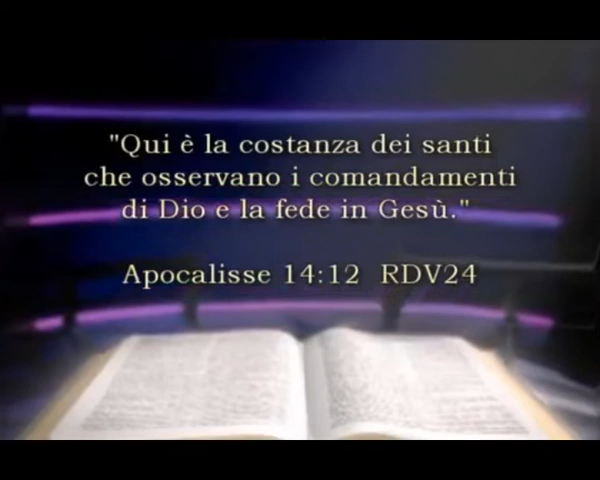 "Qui è la costanza dei santi
che osservano i comandamenti
di Dio e la fede in Gesù."
Apocalisse 14:12 RDV24